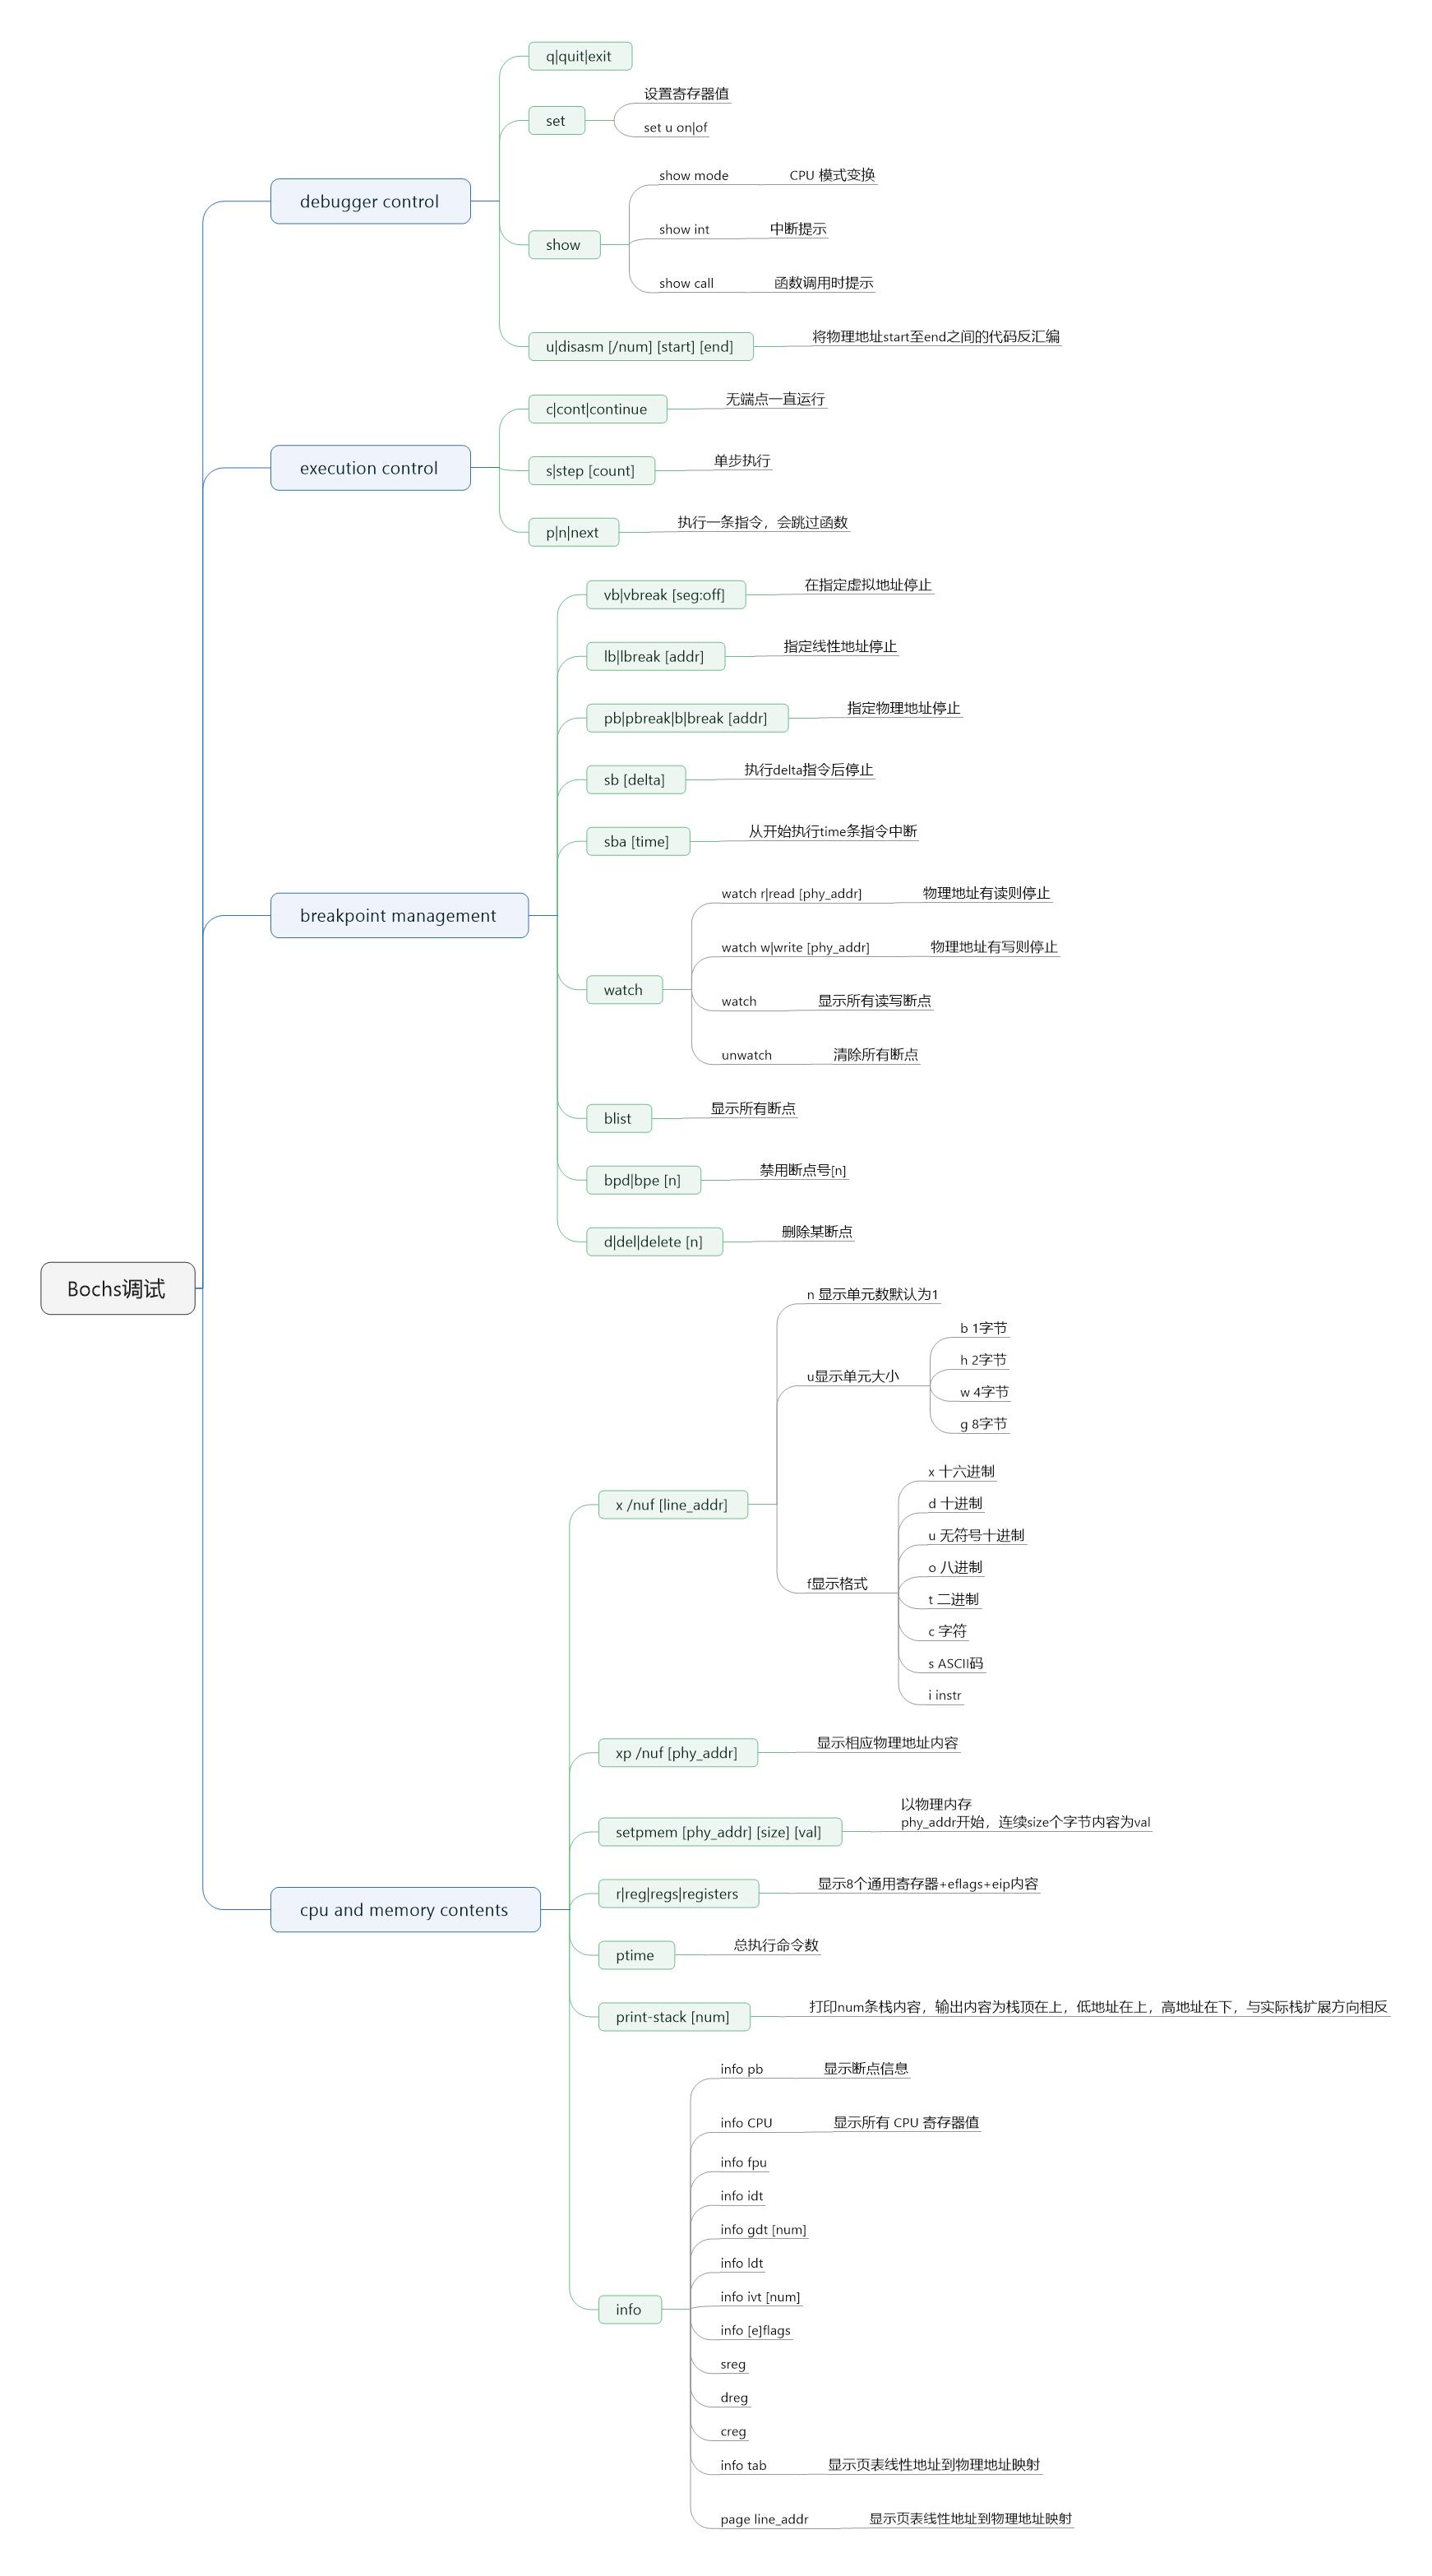 q|quit|exit
设置寄存器值
set
set u on|of
show mode
CPU 模式变换
debugger control
show int
中断提示
show
show call
函数调用时提示
u|disasm [/num] [start] [end]
将物理地址start至end之间的代码反汇编
c|cont|continue
无端点一直运行
execution control
s|step [count]
单步执行
p|n|next
执行一条指令，会跳过函数
vb|vbreak [seg:off]
在指定虚拟地址停止
lb|lbreak [addr]
指定线性地址停止
pb|pbreak|b|break [addr]
指定物理地址停止
sb [delta]
执行delta指令后停止
sba [time]
从开始执行time条指令中断
breakpoint management
watch r|read [phy_addr]
物理地址有读则停止
watch w|write [phy_addr]
物理地址有写则停止
watch
watch
显示所有读写断点
unwatch
清除所有断点
blist
显示所有断点
bpd|bpe [n]
禁用断点号[n]
d|del|delete [n]
删除某断点
Bochs调试
n 显示单元数默认为1
b 1字节
h 2字节
u显示单元大小
w 4字节
g 8字节
x /nuf [line_addr]
x 十六进制
d 十进制
u 无符号十进制
o 八进制
f显示格式
t 二进制
c 字符
s ASCII码
i instr
xp /nuf [phy_addr]
显示相应物理地址内容
setpmem [phy_addr] [size] [val]
以物理内存
phy_addr开始，连续size个字节内容为val
r|reg|regs|registers
显示8个通用寄存器+eflags+eip内容
cpu and memory contents
ptime
总执行命令数
print-stack [num]
打印num条栈内容，输出内容为栈顶在上，低地址在上，高地址在下，与实际栈扩展方向相反
info pb
显示断点信息
info CPU
显示所有 CPU 寄存器值
info fpu
info idt
info gdt [num]
info ldt
info ivt [num]
info
info [e]flags
sreg
dreg
creg
info tab
显示页表线性地址到物理地址映射
page line_addr
显示页表线性地址到物理地址映射